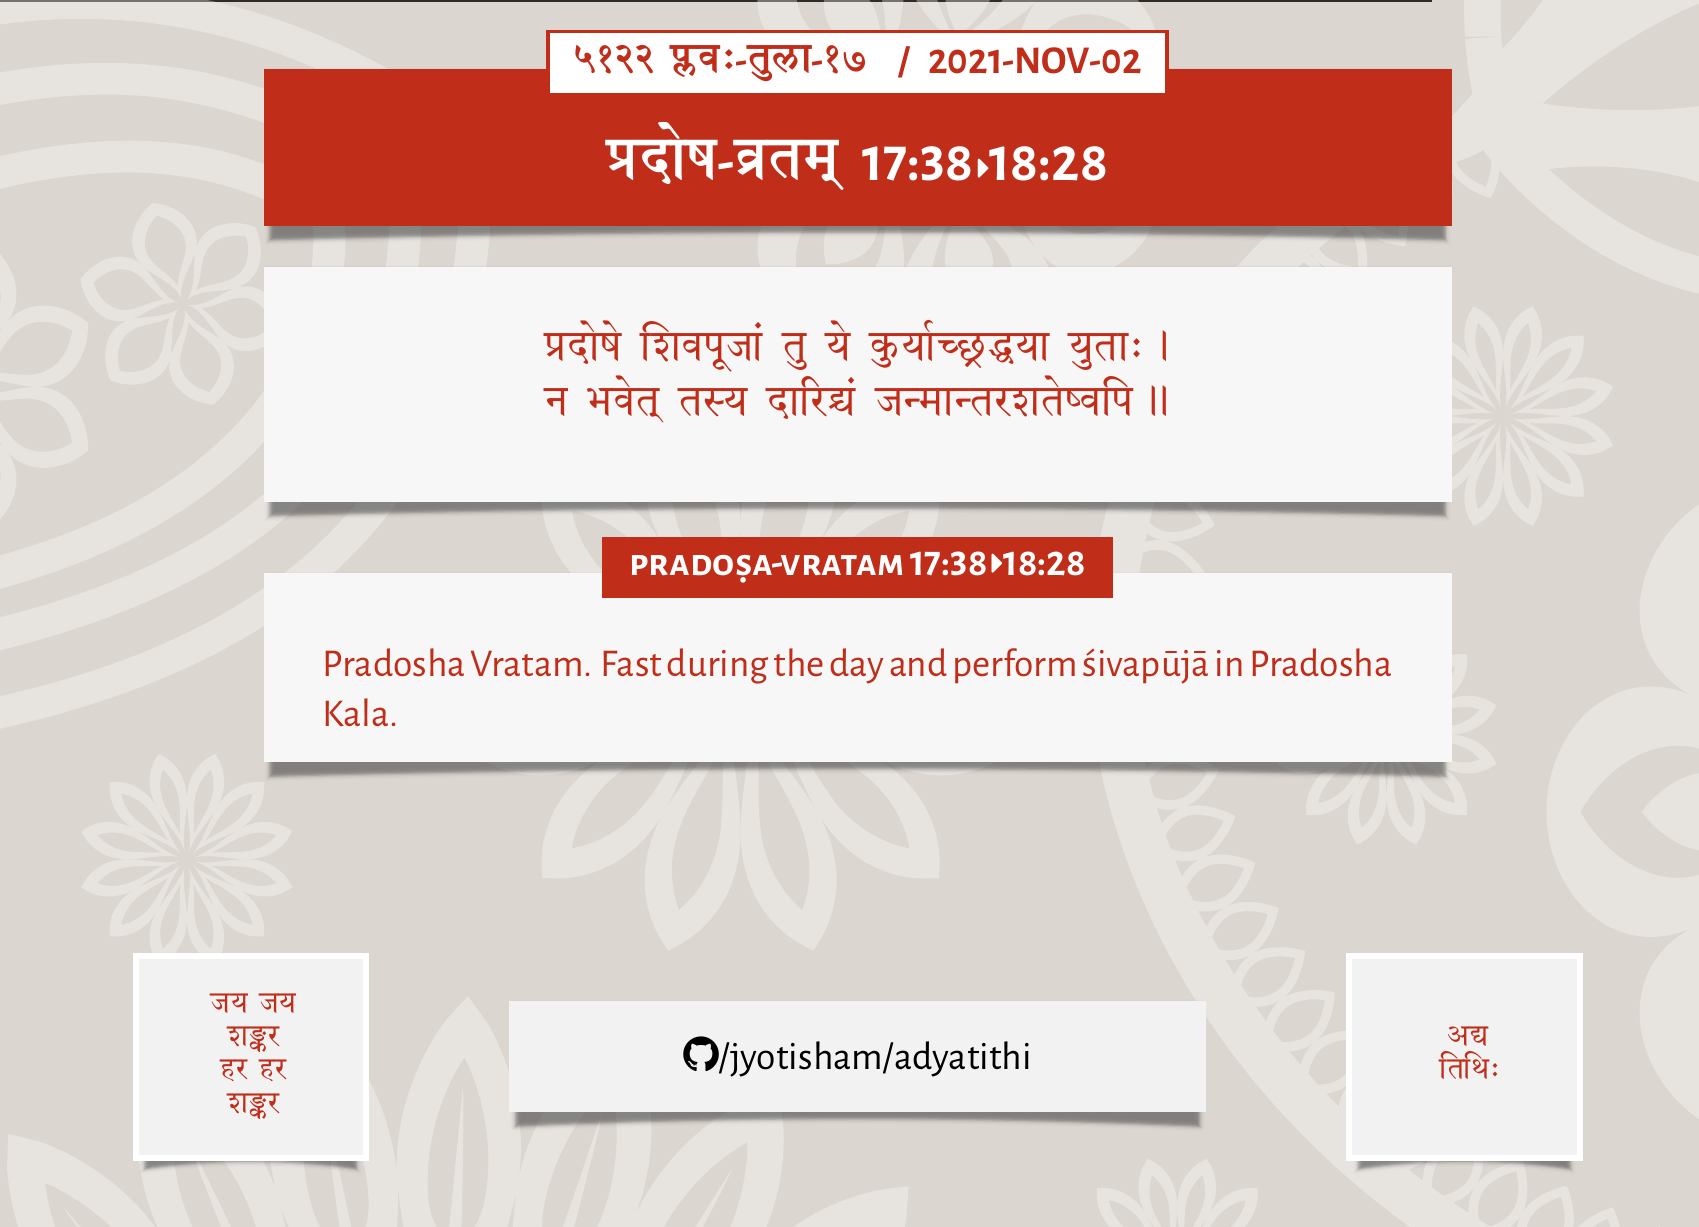 ५१२२ प्लवः-तुला-१७ / 2021-NOV-02
प्रदोष-व्रतम् 17:38▸18:28
प्रदोषे शिवपूजां तु ये कुर्याच्छ्रद्धया युताः ।
न भवेत् तस्य दारिद्र्यं जन्मान्तरशतेष्वपि ॥
PRADOṢA-VRATAM 17:38▸18:28
Pradosha Vratam. Fast during the day and perform śivapūjā in Pradosha
Kala.
जय जय
शङ्कर
हर हर
शङ्कर
/jyotisham/adyatithi
अद्य
तिथिः